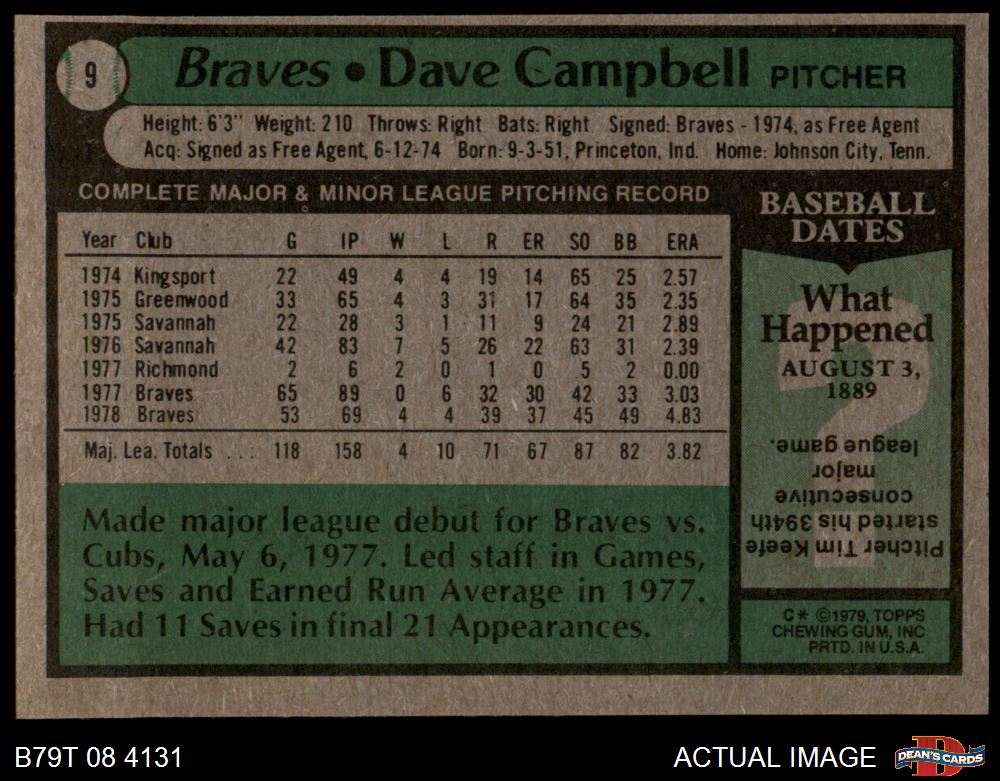 9
Braves • Dave Campbell PITCHER
Height: 6'3" Weight: 210 Throws: Right Bats: Right Signed: Braves - 1974, as Free Agent
Acq: Signed as Free Agent, 6-12-74 Born: 9-3-51, Princeton, Ind. Home: Johnson City, Tenn.
COMPLETE MAJOR & MINOR LEAGUE PITCHING RECORD
Year Club G IP W L R ER SO BB ERA
1974 Kingsport 22 49 4 4 19 14 65 25 2.57
1975 Greenwood 33 65 4 3 31 17 64 35 2.35
1975 Savannah 22 28 3 1 11 9 24 21 2.89
1976 Savannah 42 83 7 5 26 22 63 31 2.39
1977 Richmond 2 6 2 0 1 0 5 2 0.00
1977 Braves 65 89 0 6 32 30 42 33 3.03
1978 Braves 53 69 4 4 39 37 45 49 4.83
Maj. Lea. Totals . . . 118 158 4 10 71 67 87 82 3.82
Made major league debut for Braves vs.
Cubs, May 6, 1977. Led staff in Games,
Saves and Earned Run Average in 1977.
Had 11 Saves in final 21 Appearances.
BASEBALL
DATES
What
Happened
AUGUST 3,
1889
Pitcher Tim Keefe
started his 394th
consecutive
major
league game.
C* ©1979, TOPPS
CHEWING GUM, INC
PRTD. IN U.S.A.
B79T 08 4131
ACTUAL IMAGE
D
DEAN'S CARDS